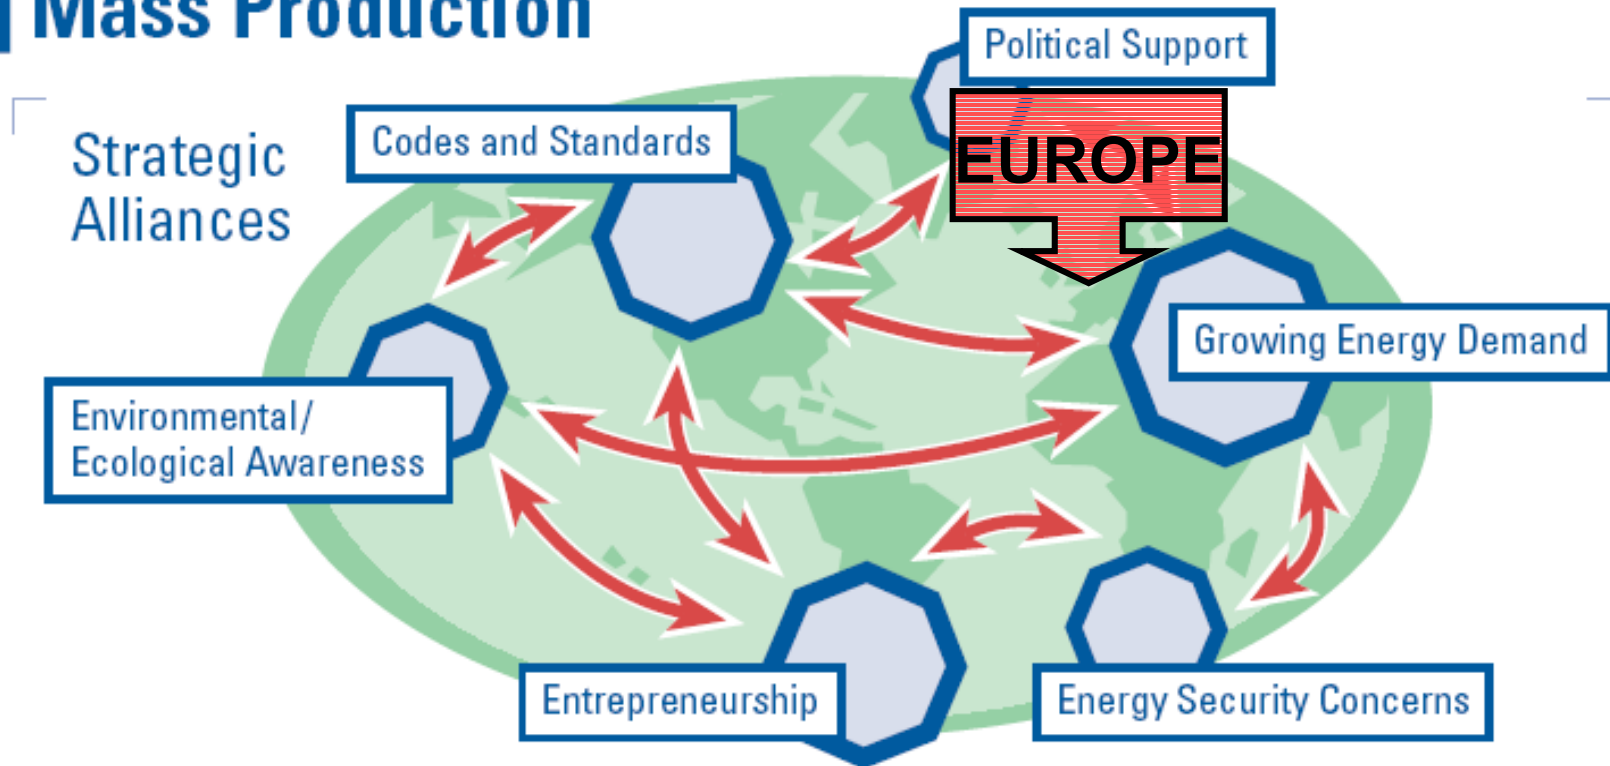 Mass Production
Political Support
Strategic
Alliances
Codes and Standards
EUROPE
Growing Energy Demand
Environmental/
Ecological Awareness
Entrepreneurship
Energy Security Concerns